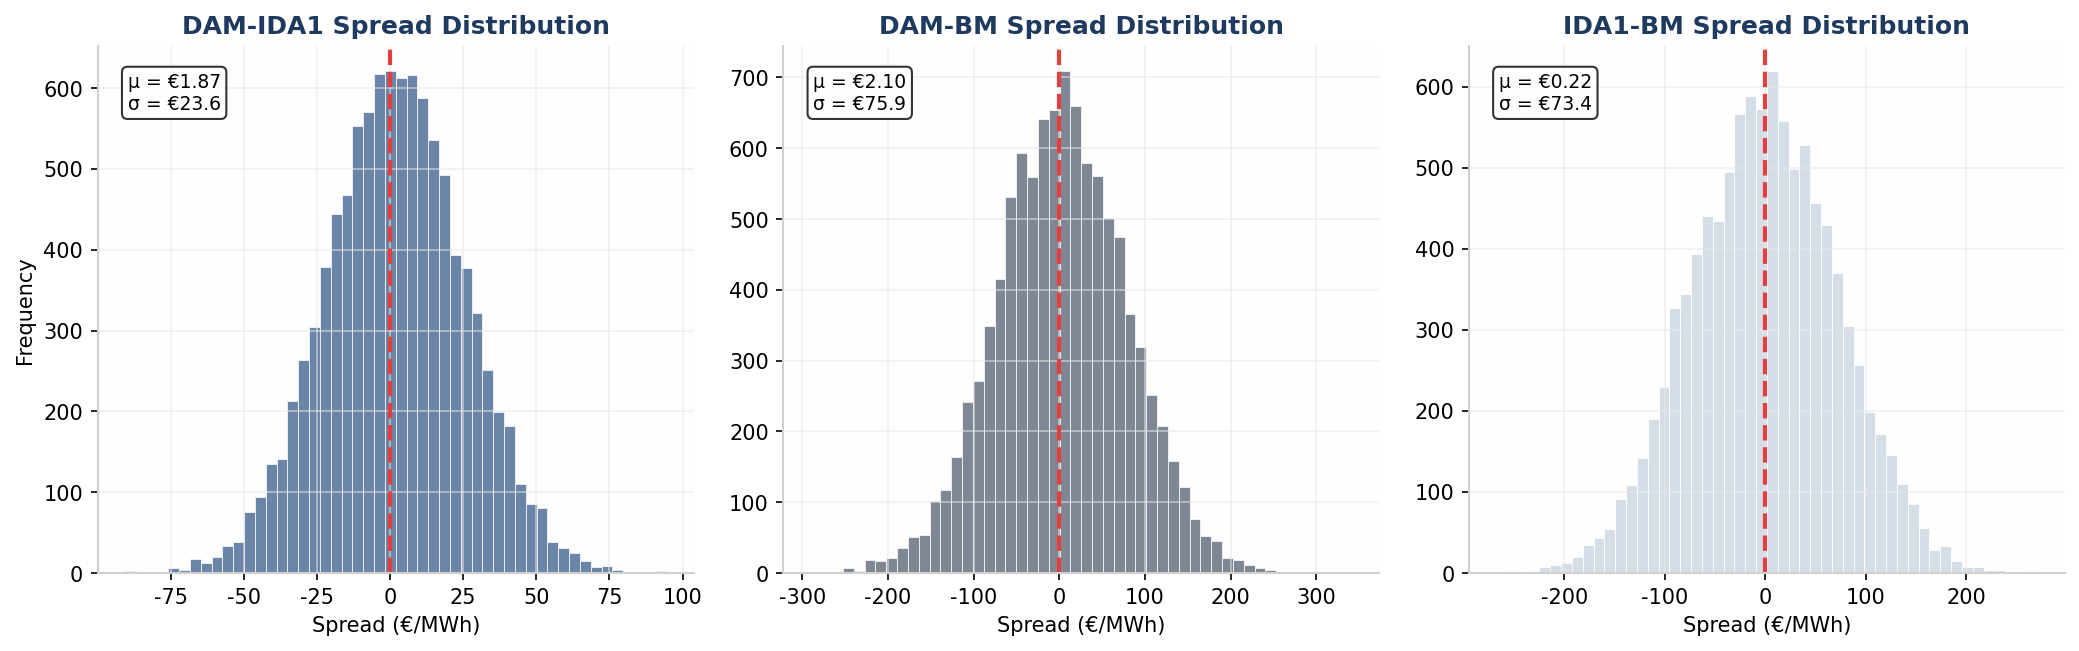 DAM-IDA1 Spread Distribution
μ = €1.87
σ = €23.6
Frequency
600
500
400
300
200
100
0
-75 -50 -25 0 25 50 75 100
Spread (€/MWh)
DAM-BM Spread Distribution
μ = €2.10
σ = €75.9
700
600
500
400
300
200
100
0
-300 -200 -100 0 100 200 300
Spread (€/MWh)
IDA1-BM Spread Distribution
μ = €0.22
σ = €73.4
600
500
400
300
200
100
0
-200 -100 0 100 200
Spread (€/MWh)